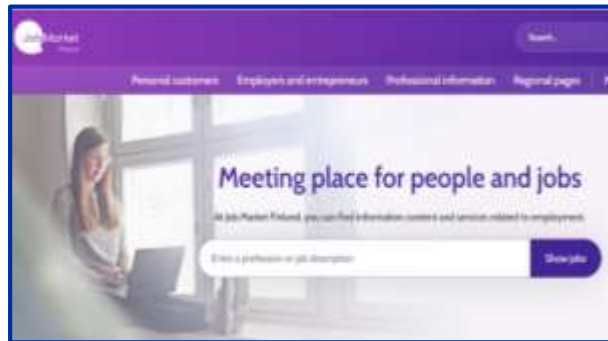 Job Market
Finland
Search...
Personal customers Employers and entrepreneurs Professional information Regional pages
Meeting place for people and jobs
At Job Market Finland, you can find information content and services related to employment.
Enter a profession or job description
Show jobs